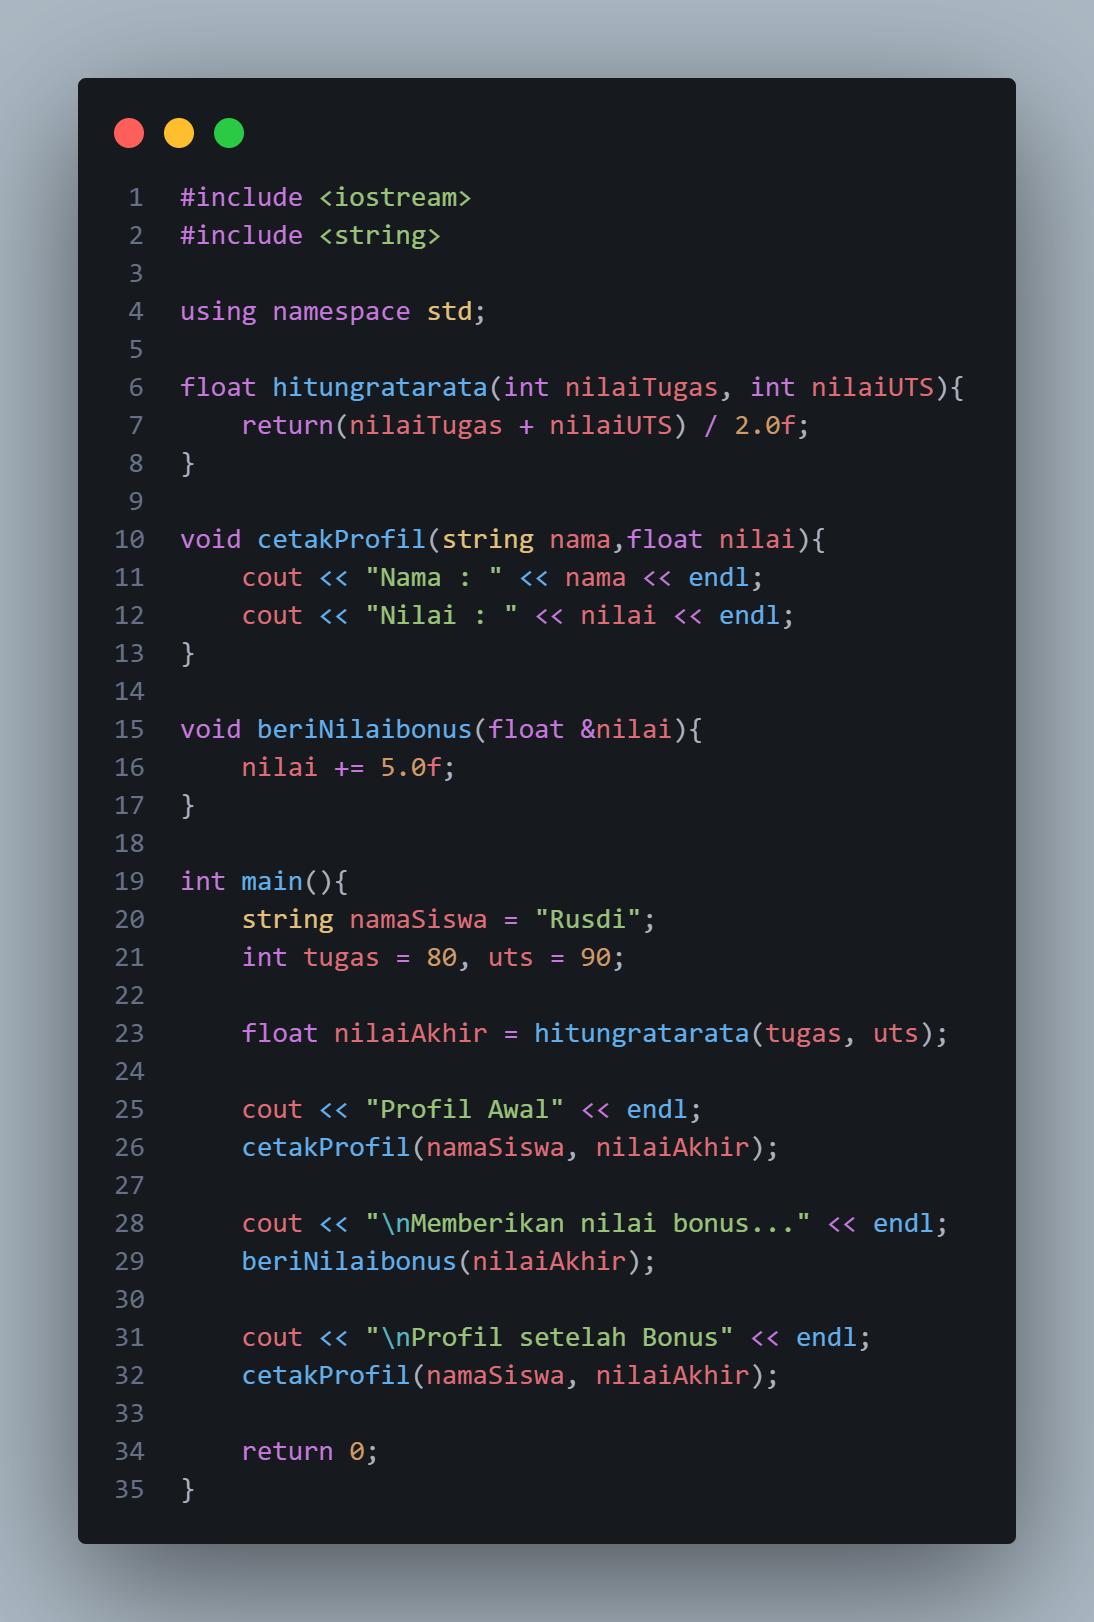 1 #include <iostream>
2 #include <string>
3
4 using namespace std;
5
6 float hitungratarata(int nilaiTugas, int nilaiUTS){
7     return(nilaiTugas + nilaiUTS) / 2.0f;
8 }
9
10 void cetakProfil(string nama,float nilai){
11     cout << "Nama : " << nama << endl;
12     cout << "Nilai : " << nilai << endl;
13 }
14
15 void beriNilaibonus(float &nilai){
16     nilai += 5.0f;
17 }
18
19 int main(){
20     string namaSiswa = "Rusdi";
21     int tugas = 80, uts = 90;
22
23     float nilaiAkhir = hitungratarata(tugas, uts);
24
25     cout << "Profil Awal" << endl;
26     cetakProfil(namaSiswa, nilaiAkhir);
27
28     cout << "\nMemberikan nilai bonus..." << endl;
29     beriNilaibonus(nilaiAkhir);
30
31     cout << "\nProfil setelah Bonus" << endl;
32     cetakProfil(namaSiswa, nilaiAkhir);
33
34     return 0;
35 }